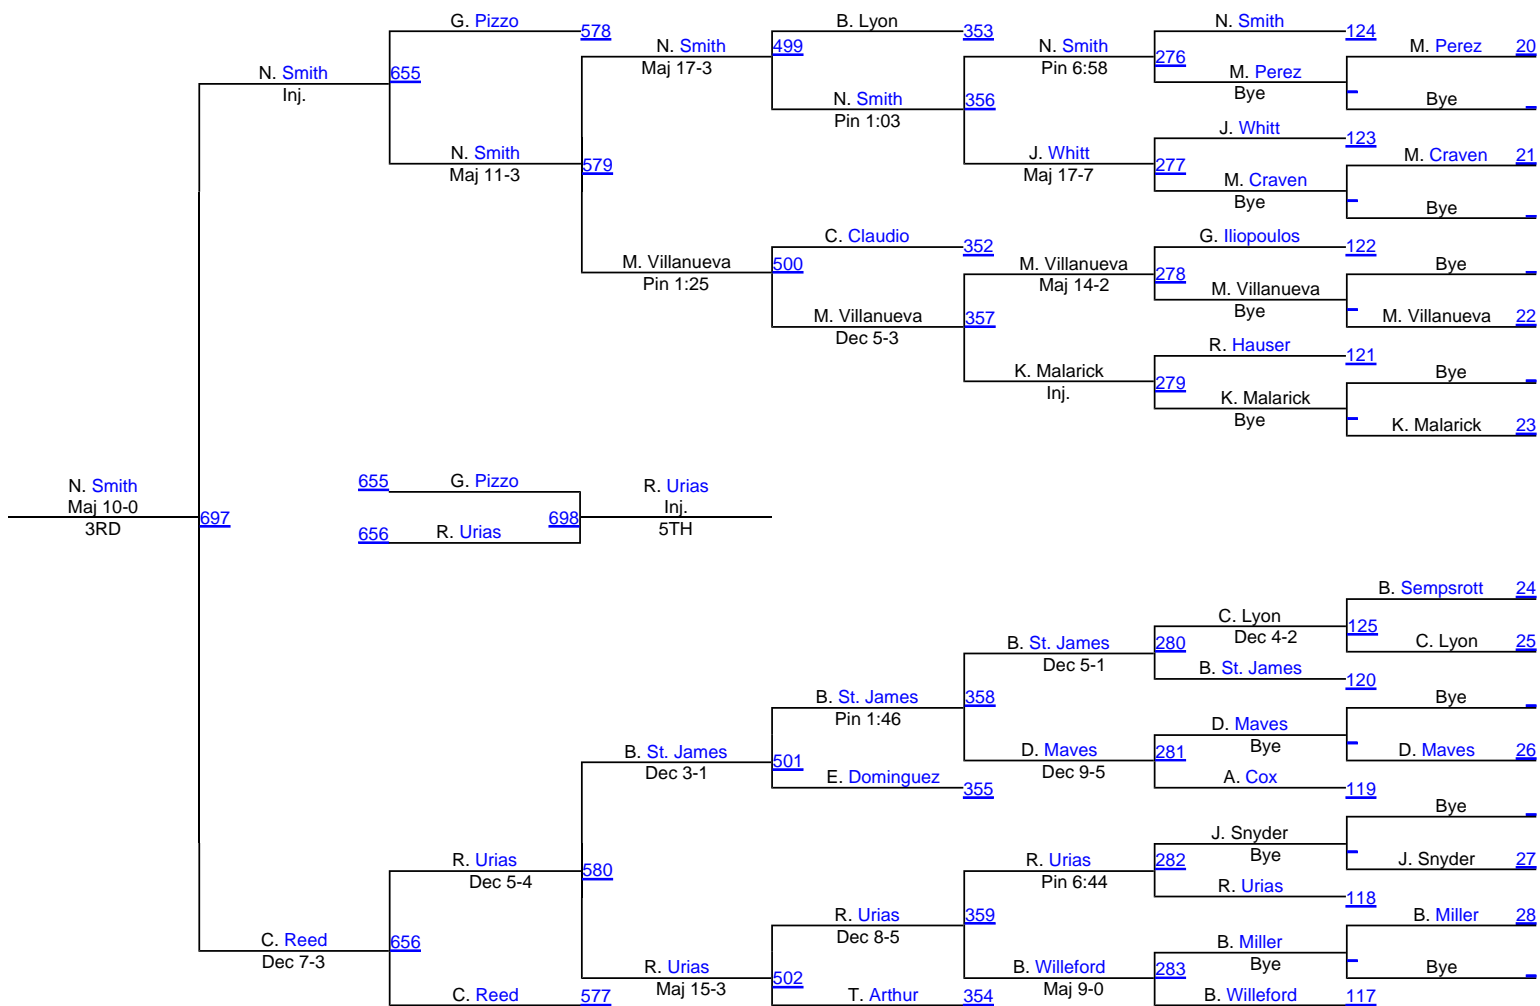 G. Pizzo 578
B. Lyon 353
N. Smith 124
N. Smith
Maj 17-3
499
N. Smith
Pin 6:58
276
M. Perez 20
N. Smith
Inj.
655
M. Perez
Bye
Bye
N. Smith
Pin 1:03
356
J. Whitt 123
N. Smith
Maj 11-3
579
J. Whitt
Maj 17-7
277
M. Craven 21
M. Craven
Bye
Bye
C. Claudio 352
G. Iliopoulos 122
M. Villanueva
Pin 1:25
500
M. Villanueva
Maj 14-2
278
Bye
M. Villanueva
Bye
M. Villanueva 22
M. Villanueva
Dec 5-3
357
R. Hauser 121
K. Malarick
Inj.
279
Bye
K. Malarick
Bye
K. Malarick 23
N. Smith
Maj 10-0
3RD
697
655 G. Pizzo
656 R. Urias
698
R. Urias
Inj.
5TH
B. Sempsrott 24
C. Lyon
Dec 4-2
125
C. Lyon 25
B. St. James
Dec 5-1
280
B. St. James 120
B. St. James
Pin 1:46
358
Bye
D. Maves
Bye
D. Maves 26
B. St. James
Dec 3-1
501
D. Maves
Dec 9-5
281
E. Dominguez 355
A. Cox 119
Bye
J. Snyder
Bye
J. Snyder 27
R. Urias
Dec 5-4
580
R. Urias
Pin 6:44
282
R. Urias 118
R. Urias
Dec 8-5
359
B. Miller 28
C. Reed
Dec 7-3
656
B. Miller
Bye
Bye
R. Urias
Maj 15-3
502
B. Willeford
Maj 9-0
283
C. Reed 577
T. Arthur 354
B. Willeford 117